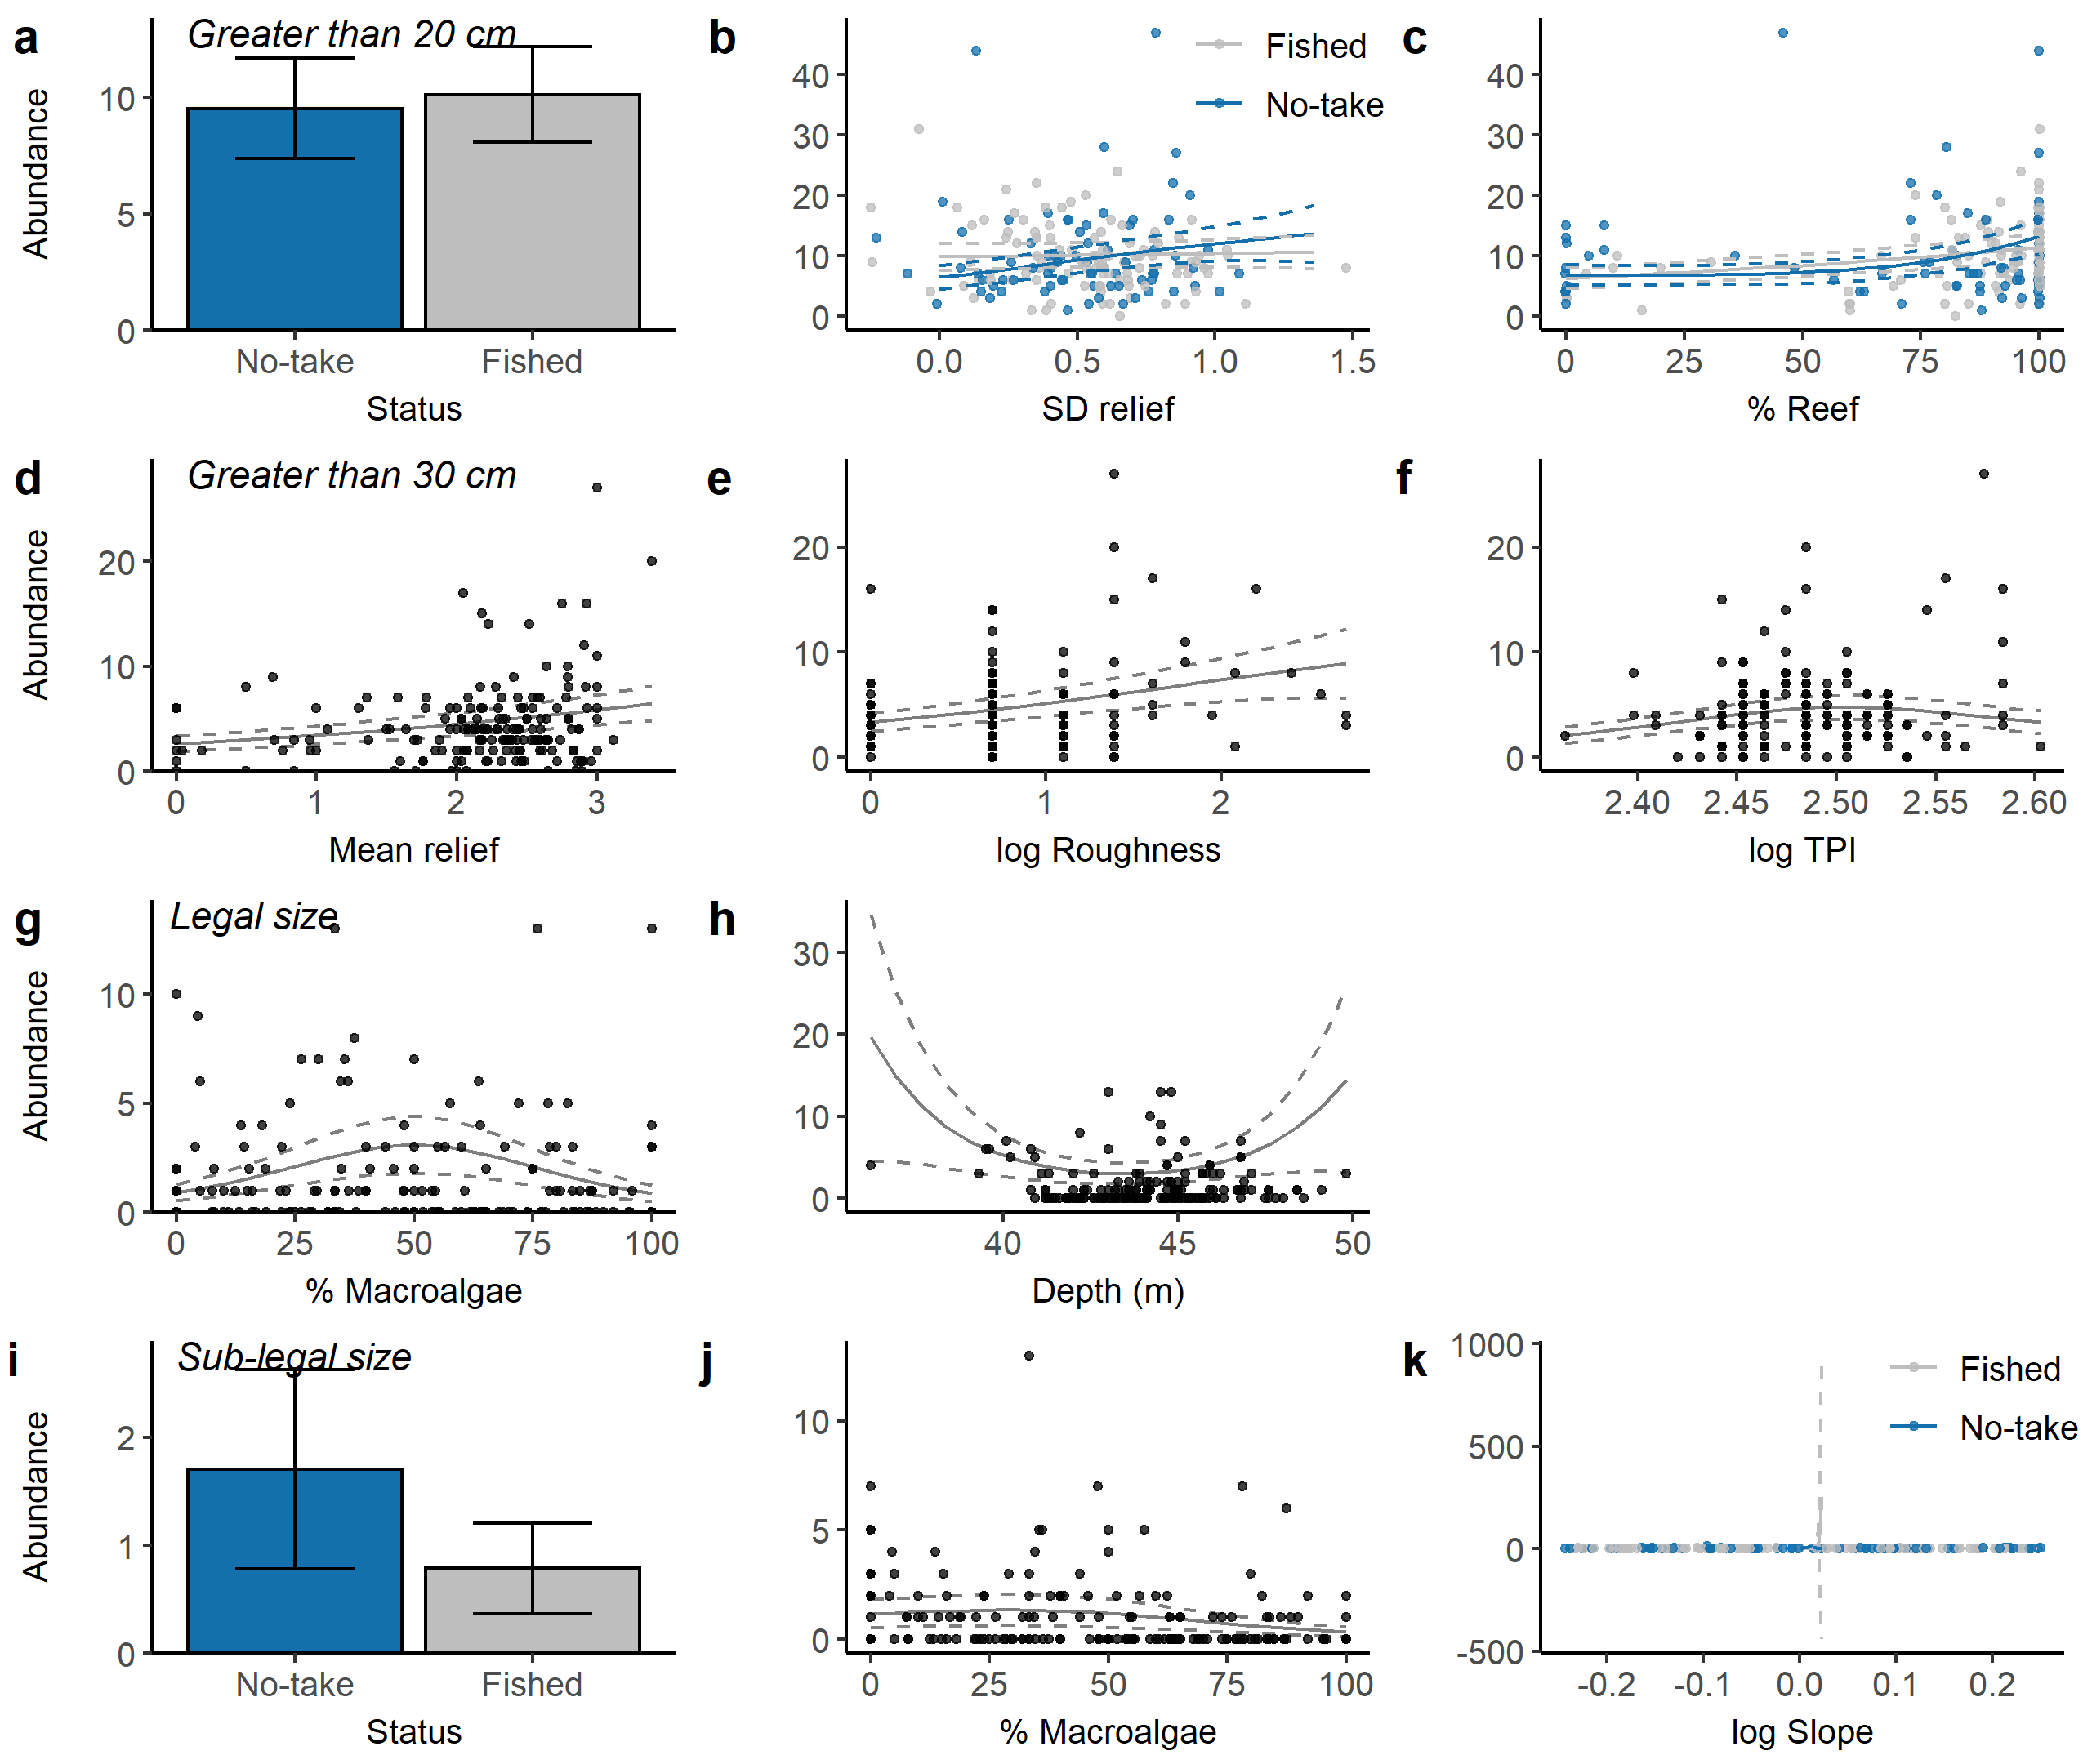 a
Greater than 20 cm
Abundance
10
5
0
No-take
Fished
Status
b
Fished
No-take
40
30
20
10
0
0.0
0.5
1.0
1.5
SD relief
c
40
30
20
10
0
0
25
50
75
100
% Reef
d
Greater than 30 cm
Abundance
20
10
0
0
1
2
3
Mean relief
e
20
10
0
0
1
2
log Roughness
f
20
10
0
2.40
2.45
2.50
2.55
2.60
log TPI
g
Legal size
Abundance
10
5
0
0
25
50
75
100
% Macroalgae
h
30
20
10
0
40
45
50
Depth (m)
i
Sub-legal size
Abundance
2
1
0
No-take
Fished
Status
j
10
5
0
0
25
50
75
100
% Macroalgae
k
Fished
No-take
1000
500
0
-500
-0.2
-0.1
0.0
0.1
0.2
log Slope